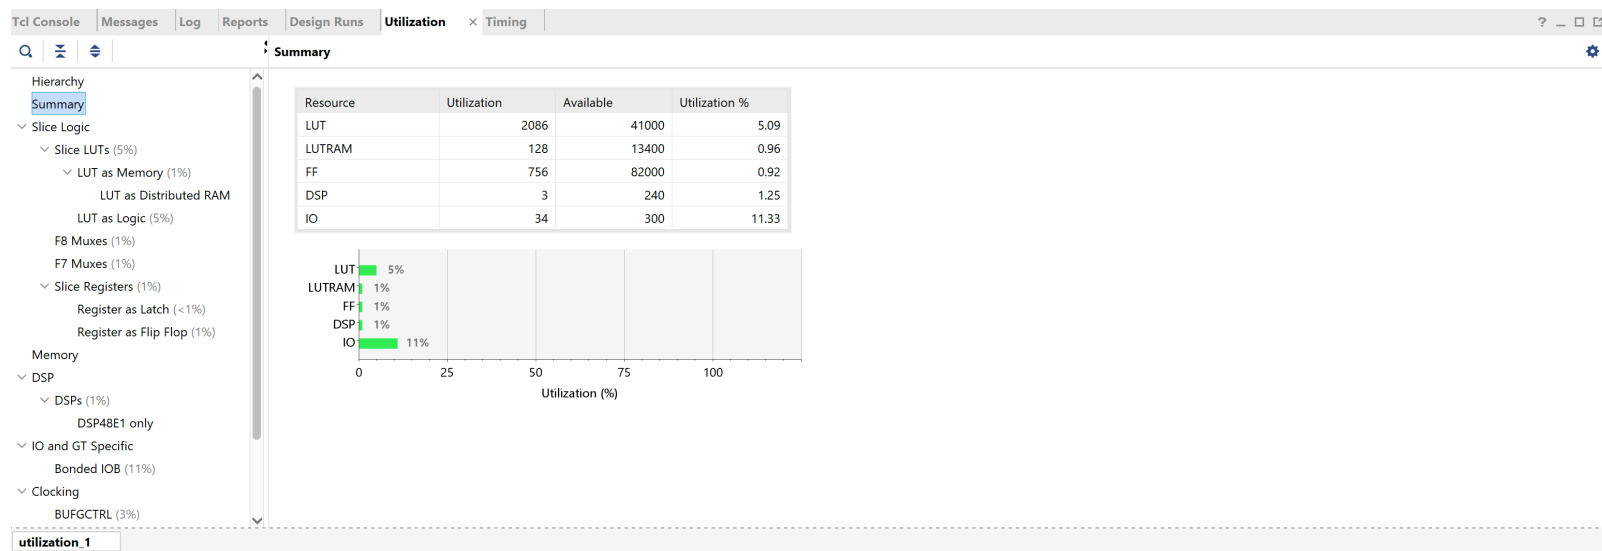 Tcl Console Messages Log Reports Design Runs Utilization × Timing ?
Summary
Hierarchy
Summary
Slice Logic
Slice LUTs (5%)
LUT as Memory (1%)
LUT as Distributed RAM
LUT as Logic (5%)
F8 Muxes (1%)
F7 Muxes (1%)
Slice Registers (1%)
Register as Latch (<1%)
Register as Flip Flop (1%)
Memory
DSP
DSPs (1%)
DSP48E1 only
IO and GT Specific
Bonded IOB (11%)
Clocking
BUFGCTRL (3%)
Resource Utilization Available Utilization %
LUT 2086 41000 5.09
LUTRAM 128 13400 0.96
FF 756 82000 0.92
DSP 3 240 1.25
IO 34 300 11.33
LUT 5%
LUTRAM 1%
FF 1%
DSP 1%
IO 11%
0 25 50 75 100
Utilization (%)
utilization_1